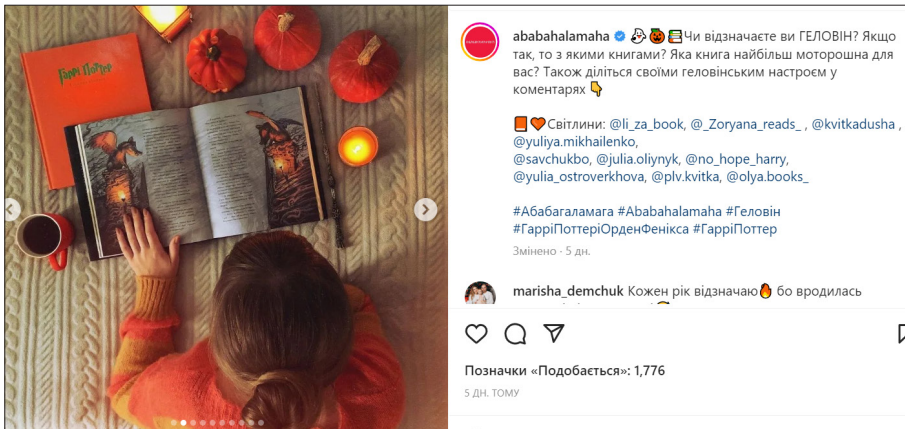 Гаррі Поттер
ababahalamaha Чи відзначаєте ви ГЕЛОВІН? Якщо
так, то з якими книгами? Яка книга найбільш моторошна для
вас? Також діліться своїми геловінським настроєм у
коментарях 👇
Світлини: @li_za_book, @_Zoryana_reads_ , @kvitkadusha ,
@yuliya.mikhailenko,
@savchukbo, @julia.oliynyk, @no_hope_harry,
@yulia_ostroverkhova, @plv.kvitka, @olya.books_
#Абабагаламага #Ababahalamaha #Геловін
#ГарріПоттеріОрденФенікса #ГарріПоттер
Змінено · 5 дн.
marisha_demchuk Кожен рік відзначаю🔥 бо вродилась
Позначки «Подобається»: 1,776
5 ДН. ТОМУ